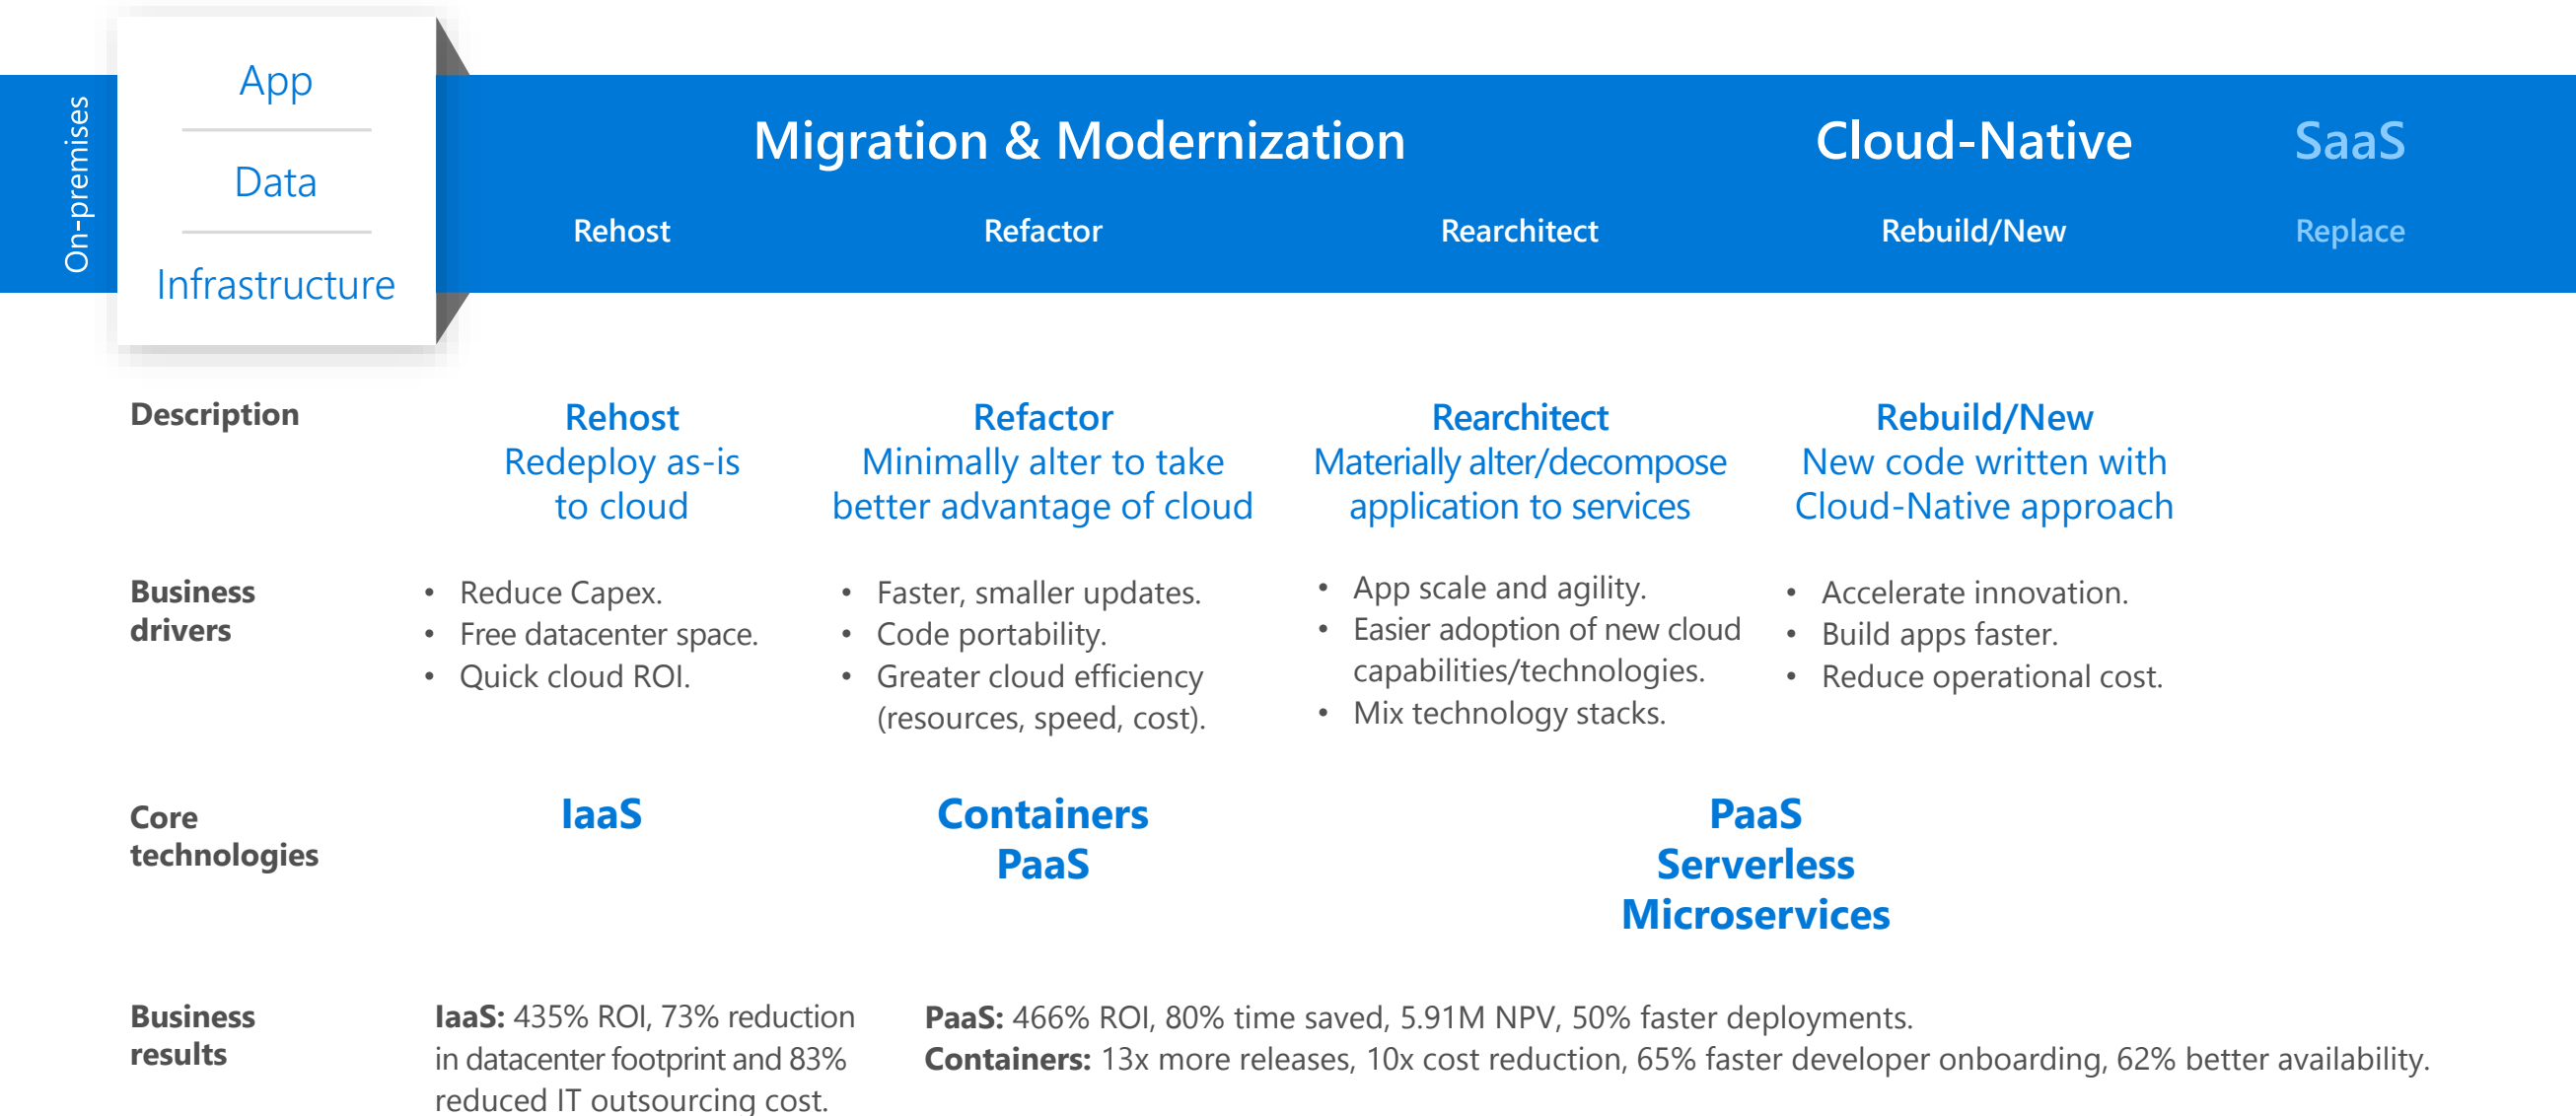 On-premises
App
Data
Infrastructure
Migration & Modernization
Cloud-Native
SaaS
Rehost
Refactor
Rearchitect
Rebuild/New
Replace
Description
Rehost
Redeploy as-is
to cloud
Refactor
Minimally alter to take
better advantage of cloud
Rearchitect
Materially alter/decompose
application to services
Rebuild/New
New code written with
Cloud-Native approach
Business
drivers
• Reduce Capex.
• Free datacenter space.
• Quick cloud ROI.
• Faster, smaller updates.
• Code portability.
• Greater cloud efficiency
(resources, speed, cost).
• App scale and agility.
• Easier adoption of new cloud
capabilities/technologies.
• Mix technology stacks.
• Accelerate innovation.
• Build apps faster.
• Reduce operational cost.
Core
technologies
IaaS
Containers
PaaS
PaaS
Serverless
Microservices
Business
results
IaaS: 435% ROI, 73% reduction
in datacenter footprint and 83%
reduced IT outsourcing cost.
PaaS: 466% ROI, 80% time saved, 5.91M NPV, 50% faster deployments.
Containers: 13x more releases, 10x cost reduction, 65% faster developer onboarding, 62% better availability.